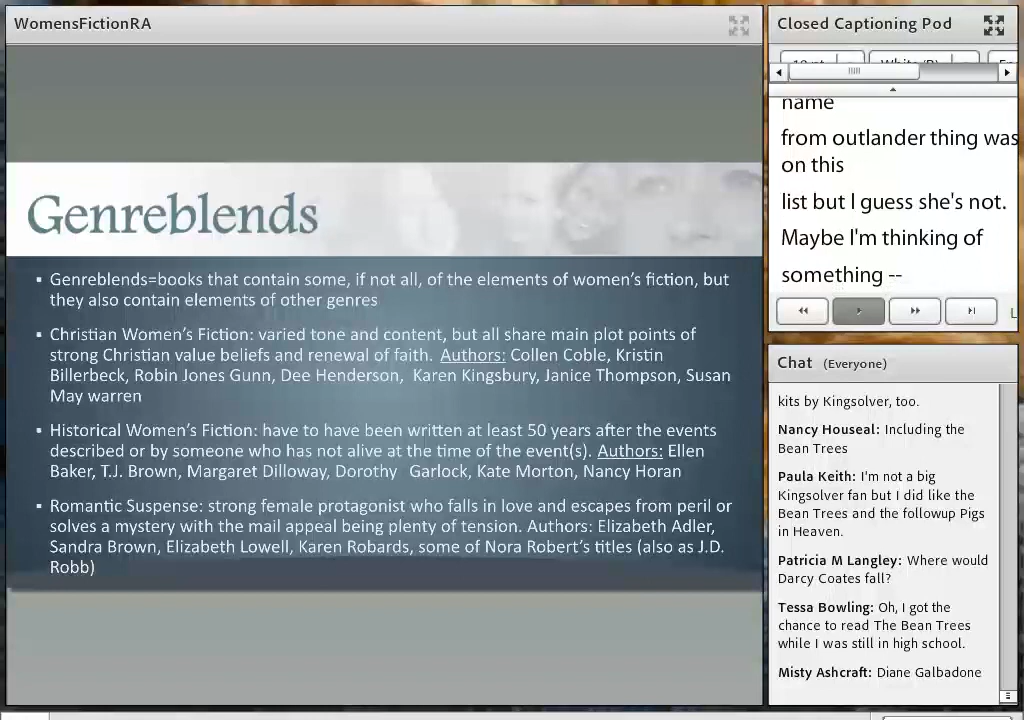 WomensFictionRA
Genreblends
▪ Genreblends=books that contain some, if not all, of the elements of women's fiction, but
they also contain elements of other genres
▪ Christian Women's Fiction: varied tone and content, but all share main plot points of
strong Christian value beliefs and renewal of faith. Authors: Collen Coble, Kristin
Billerbeck, Robin Jones Gunn, Dee Henderson, Karen Kingsbury, Janice Thompson, Susan
May warren
▪ Historical Women's Fiction: have to have been written at least 50 years after the events
described or by someone who has not alive at the time of the event(s). Authors: Ellen
Baker, T.J. Brown, Margaret Dilloway, Dorothy Garlock, Kate Morton, Nancy Horan
▪ Romantic Suspense: strong female protagonist who falls in love and escapes from peril or
solves a mystery with the mail appeal being plenty of tension. Authors: Elizabeth Adler,
Sandra Brown, Elizabeth Lowell, Karen Robards, some of Nora Robert's titles (also as J.D.
Robb)
Closed Captioning Pod
name
from outlander thing was
on this
list but I guess she's not.
Maybe I'm thinking of
something --
Chat (Everyone)
kits by Kingsolver, too.
Nancy Houseal: Including the
Bean Trees
Paula Keith: I'm not a big
Kingsolver fan but I did like the
Bean Trees and the followup Pigs
in Heaven.
Patricia M Langley: Where would
Darcy Coates fall?
Tessa Bowling: Oh, I got the
chance to read The Bean Trees
while I was still in high school.
Misty Ashcraft: Diane Galbadone